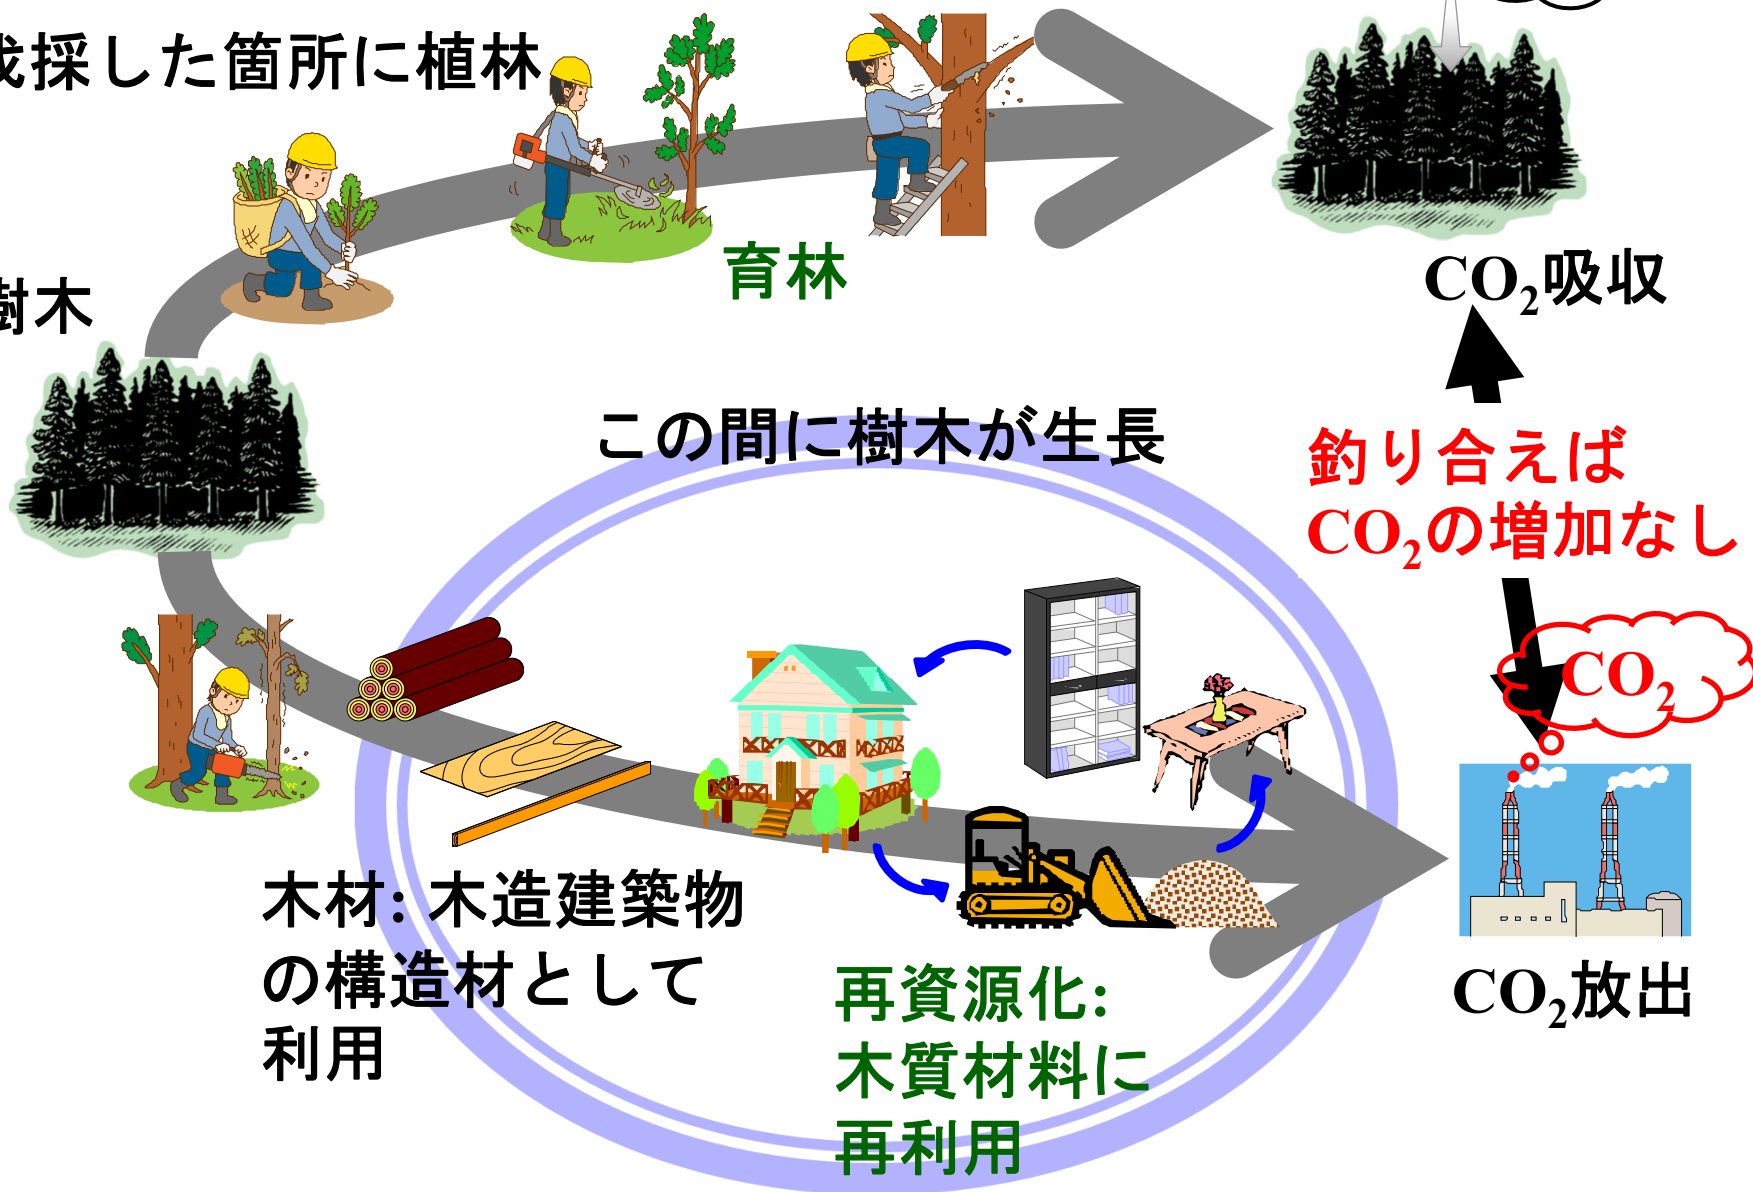 伐採した箇所に植林
育林
樹木
CO₂吸収
この間に樹木が生長
釣り合えば
CO₂の増加なし
CO₂
木材: 木造建築物
の構造材として
利用
再資源化:
木質材料に
再利用
CO₂放出